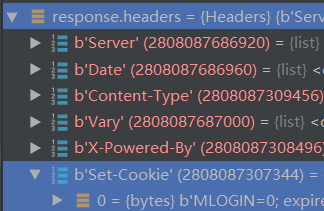 response.headers = {Headers} {b'Serv
b'Server' (2808087686920) = {list}
b'Date' (2808087686960) = {list} <c
b'Content-Type' (2808087309456)
b'Vary' (2808087687000) = {list} <
b'X-Powered-By' (2808087308496)
b'Set-Cookie' (2808087307344) =
0 = {bytes} b'MLOGIN=0; expire